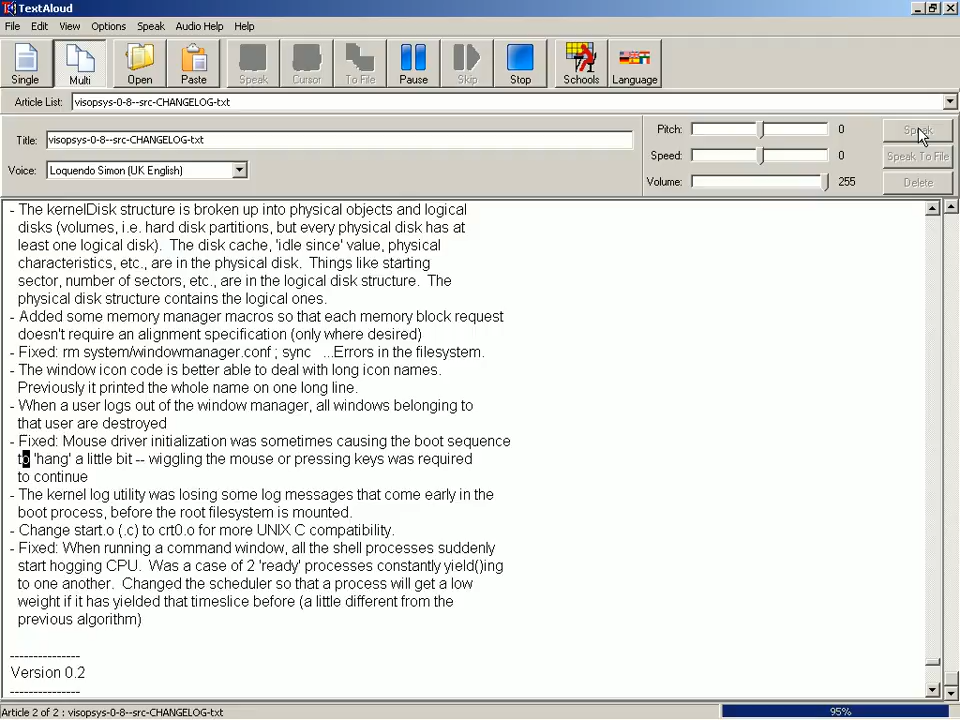 TextAloud
File Edit View Options Speak Audio Help Help
Single Multi Open Paste Speak Cursor To File Pause Skip Stop Schools Language
Article List: visopsys-0-8--src-CHANGELOG-txt
Title: visopsys-0-8--src-CHANGELOG-txt
Voice: Loquendo Simon (UK English)
Pitch: 0 Speak
Speed: 0 Speak To File
Volume: 255 Delete
- The kernelDisk structure is broken up into physical objects and logical
disks (volumes, i.e. hard disk partitions, but every physical disk has at
least one logical disk).  The disk cache, 'idle since' value, physical
characteristics, etc., are in the physical disk.  Things like starting
sector, number of sectors, etc., are in the logical disk structure.  The
physical disk structure contains the logical ones.
- Added some memory manager macros so that each memory block request
doesn't require an alignment specification (only where desired)
- Fixed: rm system/windowmanager.conf ; sync   ...Errors in the filesystem.
- The window icon code is better able to deal with long icon names.
Previously it printed the whole name on one long line.
- When a user logs out of the window manager, all windows belonging to
that user are destroyed
- Fixed: Mouse driver initialization was sometimes causing the boot sequence
to 'hang' a little bit -- wiggling the mouse or pressing keys was required
to continue
- The kernel log utility was losing some log messages that come early in the
boot process, before the root filesystem is mounted.
- Change start.o (.c) to crt0.o for more UNIX C compatibility.
- Fixed: When running a command window, all the shell processes suddenly
start hogging CPU.  Was a case of 2 'ready' processes constantly yield()ing
to one another.  Changed the scheduler so that a process will get a low
weight if it has yielded that timeslice before (a little different from the
previous algorithm)
---------------
Version 0.2
---------------
Article 2 of 2 : visopsys-0-8--src-CHANGELOG-txt 95%